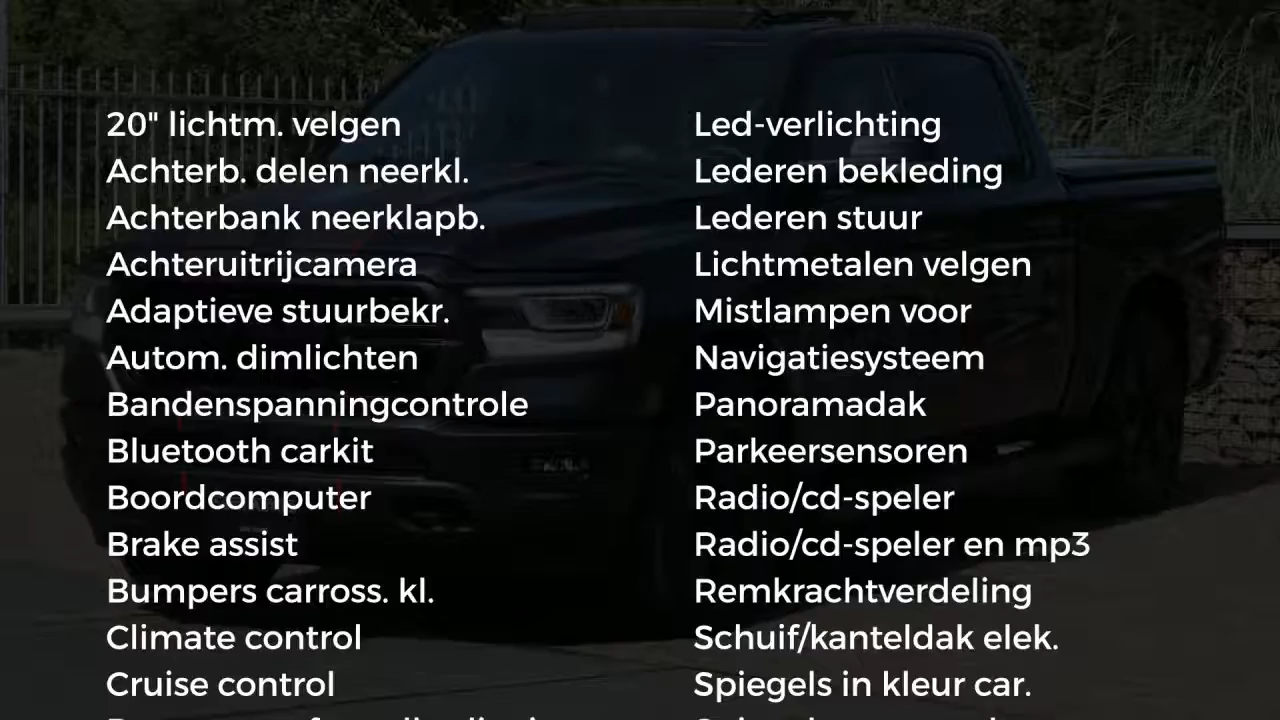 20" lichtm. velgen
Achterb. delen neerkl.
Achterbank neerklapb.
Achteruitrijcamera
Adaptieve stuurbekr.
Autom. dimlichten
Bandenspanningcontrole
Bluetooth carkit
Boordcomputer
Brake assist
Bumpers carross. kl.
Climate control
Cruise control
Led-verlichting
Lederen bekleding
Lederen stuur
Lichtmetalen velgen
Mistlampen voor
Navigatiesysteem
Panoramadak
Parkeersensoren
Radio/cd-speler
Radio/cd-speler en mp3
Remkrachtverdeling
Schuif/kanteldak elek.
Spiegels in kleur car.